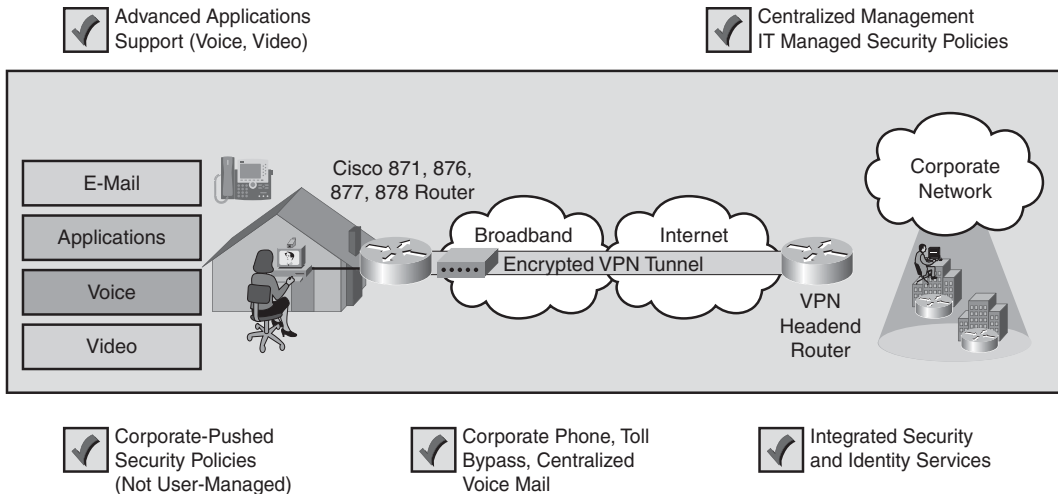 Advanced Applications
Support (Voice, Video)
Centralized Management
IT Managed Security Policies
E-Mail
Applications
Voice
Video
Cisco 871, 876,
877, 878 Router
Broadband
Internet
Encrypted VPN Tunnel
VPN
Headend
Router
Corporate
Network
Corporate-Pushed
Security Policies
(Not User-Managed)
Corporate Phone, Toll
Bypass, Centralized
Voice Mail
Integrated Security
and Identity Services